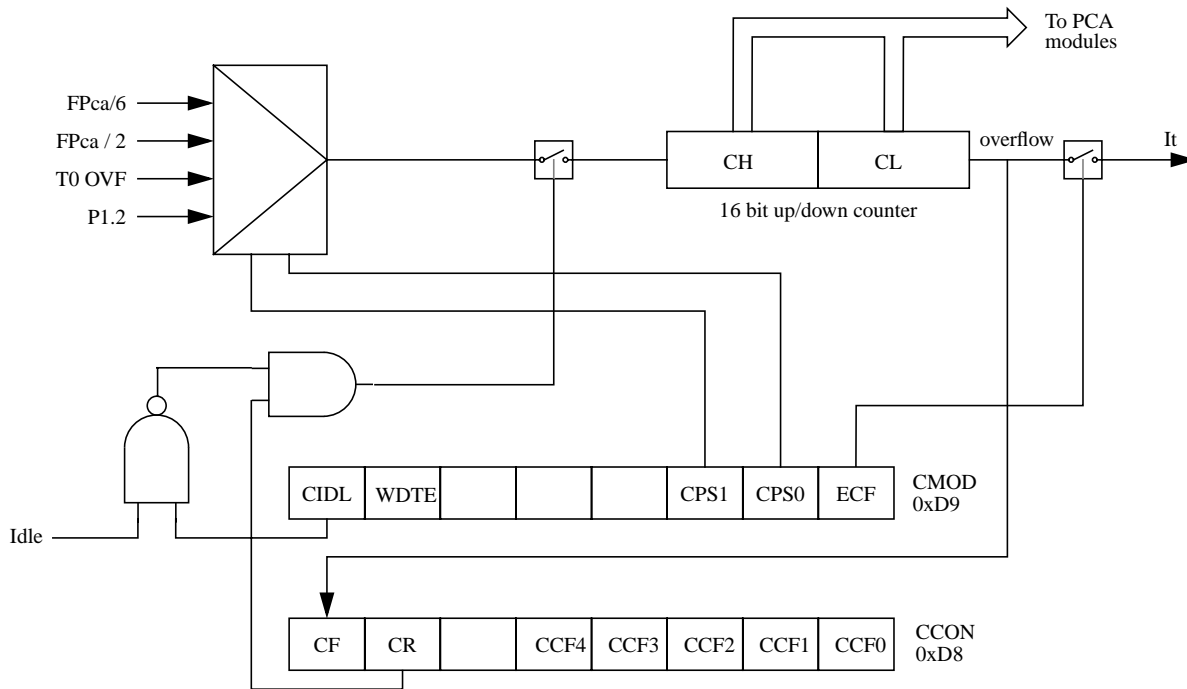 To PCA
modules
FPca/6
FPca / 2
T0 OVF
P1.2
CH
CL
overflow
It
16 bit up/down counter
CIDL
WDTE
CPS1
CPS0
ECF
CMOD
0xD9
Idle
CF
CR
CCF4
CCF3
CCF2
CCF1
CCF0
CCON
0xD8